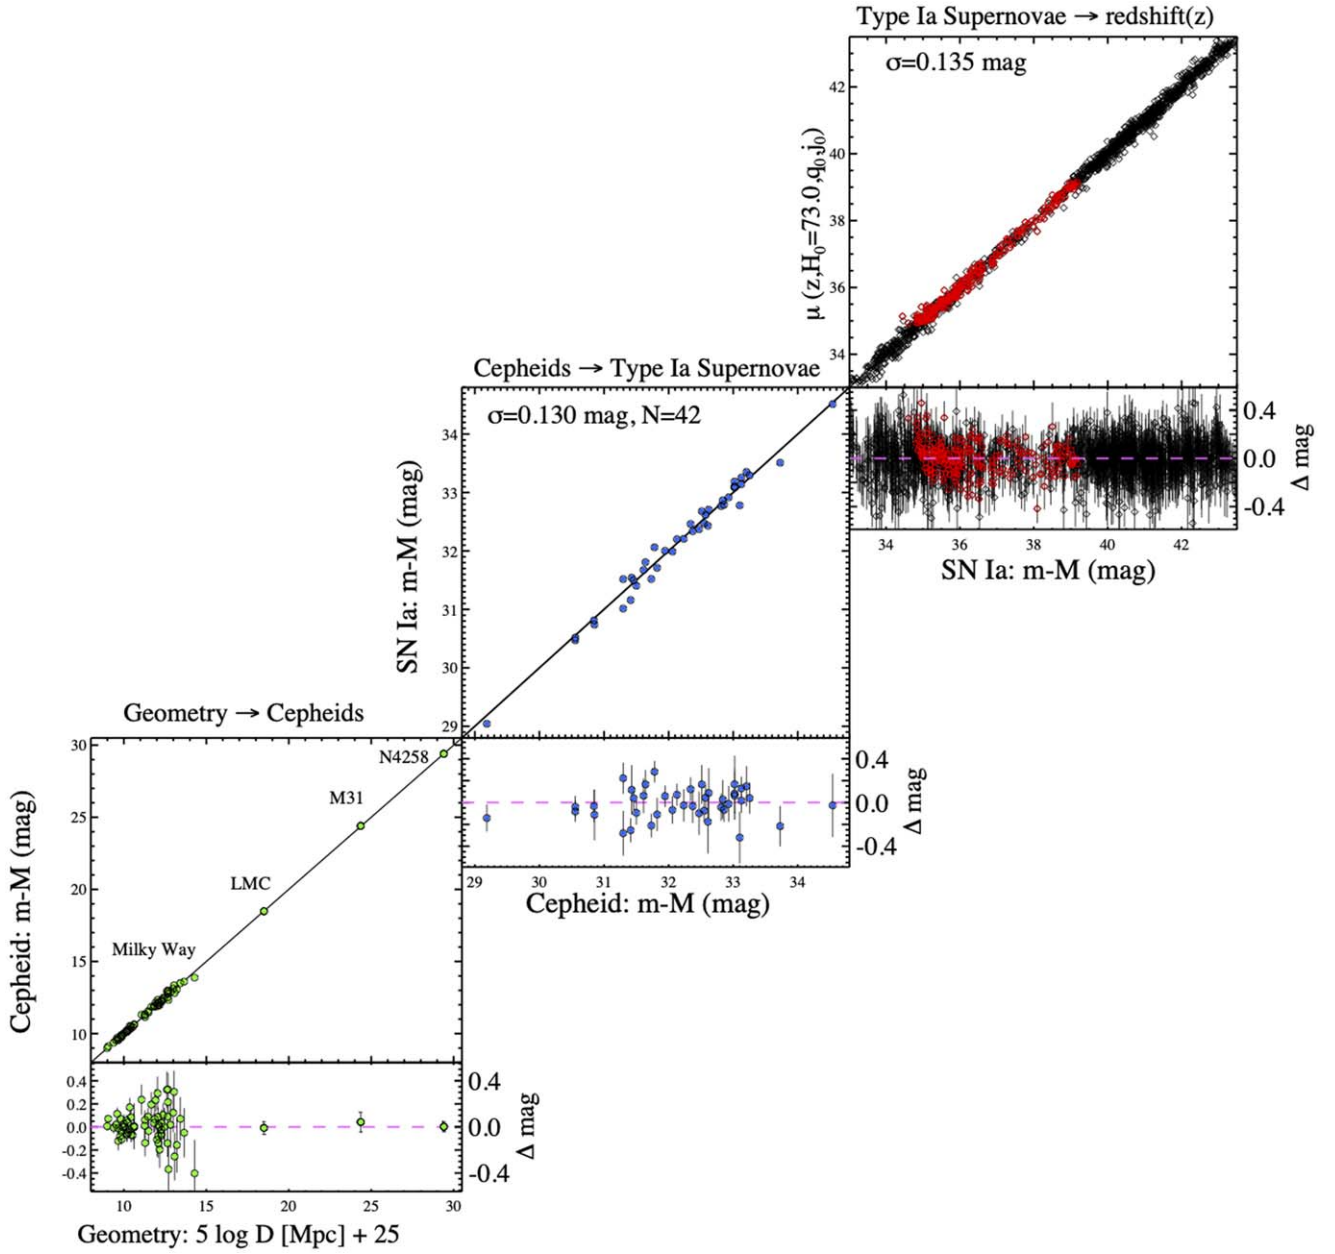 Type Ia Supernovae → redshift(z)
σ=0.135 mag
42
40
38
36
34
μ (z,H₀=73.0,q₀,j₀)
0.4
0.0
-0.4
Δ mag
34 36 38 40 42
SN Ia: m-M (mag)
Cepheids → Type Ia Supernovae
σ=0.130 mag, N=42
34
33
32
31
30
29
SN Ia: m-M (mag)
0.4
0.0
-0.4
Δ mag
29 30 31 32 33 34
Cepheid: m-M (mag)
Geometry → Cepheids
30
25
20
15
10
Cepheid: m-M (mag)
N4258
M31
LMC
Milky Way
0.4
0.2
0.0
-0.2
-0.4
0.4
0.0
-0.4
Δ mag
10 15 20 25 30
Geometry: 5 log D [Mpc] + 25